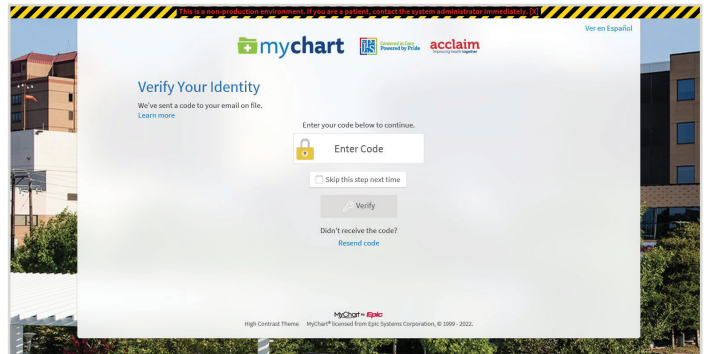 This is a non-production environment. If you are a patient, contact the system administrator immediately. [X]
Ver en Español
mychart JPS Centered in Care Powered by Pride acclaim
Improving health together
Verify Your Identity
We've sent a code to your email on file.
Learn more
Enter your code below to continue.
Enter Code
Skip this step next time
Verify
Didn't receive the code?
Resend code
MyChart by Epic
High Contrast Theme MyChart® licensed from Epic Systems Corporation, © 1999 - 2022.